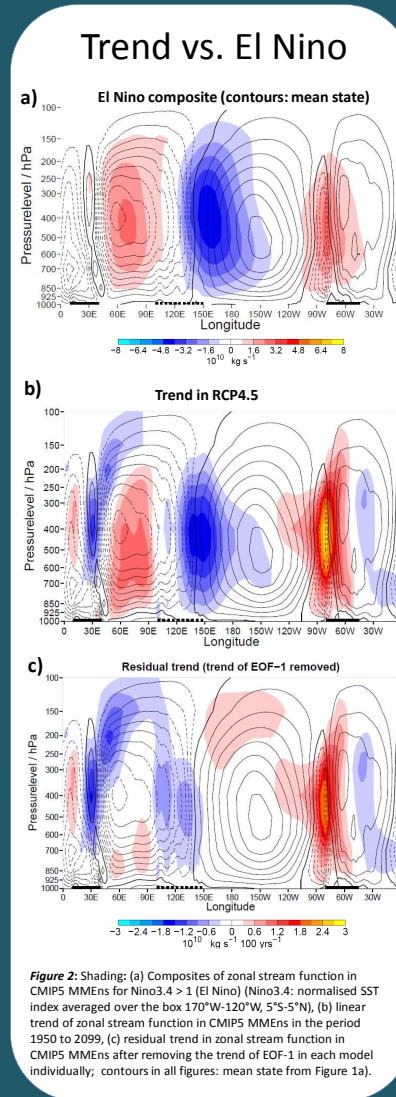 Trend vs. El Nino
a)
El Nino composite (contours: mean state)
Pressurelevel / hPa
100
200
300
400
500
600
700
850
925
1000
30E 60E 90E 120E 150E 180 150W 120W 90W 60W 30W
Longitude
−8 −6.4 −4.8 −3.2 −1.6 0 1.6 3.2 4.8 6.4 8
10¹⁰ kg s⁻¹
b)
Trend in RCP4.5
Pressurelevel / hPa
100
200
300
400
500
600
700
850
925
1000
30E 60E 90E 120E 150E 180 150W 120W 90W 60W 30W
Longitude
c)
Residual trend (trend of EOF−1 removed)
Pressurelevel / hPa
100
200
300
400
500
600
700
850
925
1000
30E 60E 90E 120E 150E 180 150W 120W 90W 60W 30W
Longitude
−3 −2.4 −1.8 −1.2 −0.6 0 0.6 1.2 1.8 2.4 3
10¹⁰ kg s⁻¹ 100 yrs⁻¹
Figure 2: Shading: (a) Composites of zonal stream function in
CMIP5 MMEns for Nino3.4 > 1 (El Nino) (Nino3.4: normalised SST
index averaged over the box 170°W-120°W, 5°S-5°N), (b) linear
trend of zonal stream function in CMIP5 MMEns in the period
1950 to 2099, (c) residual trend in zonal stream function in
CMIP5 MMEns after removing the trend of EOF-1 in each model
individually; contours in all figures: mean state from Figure 1a).